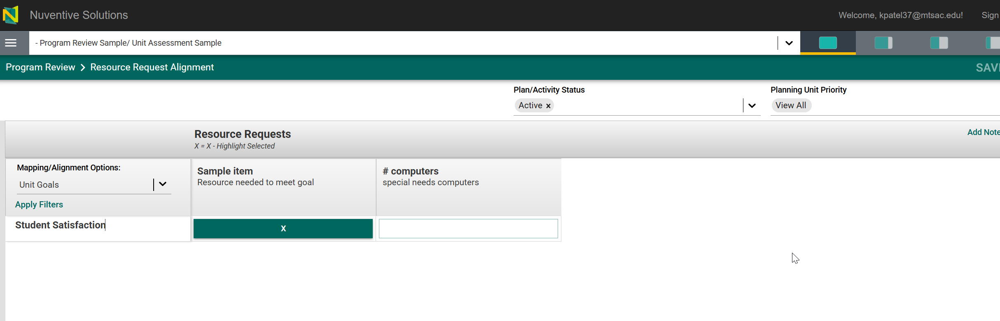 Nuventive Solutions
Welcome, kpatel37@mtsac.edu!
Sign
- Program Review Sample/ Unit Assessment Sample
Program Review > Resource Request Alignment
Plan/Activity Status
Planning Unit Priority
Active x
View All
Resource Requests
X = X - Highlight Selected
Add Note
Mapping/Alignment Options:
Unit Goals
Apply Filters
Sample item
Resource needed to meet goal
# computers
special needs computers
Student Satisfaction
X